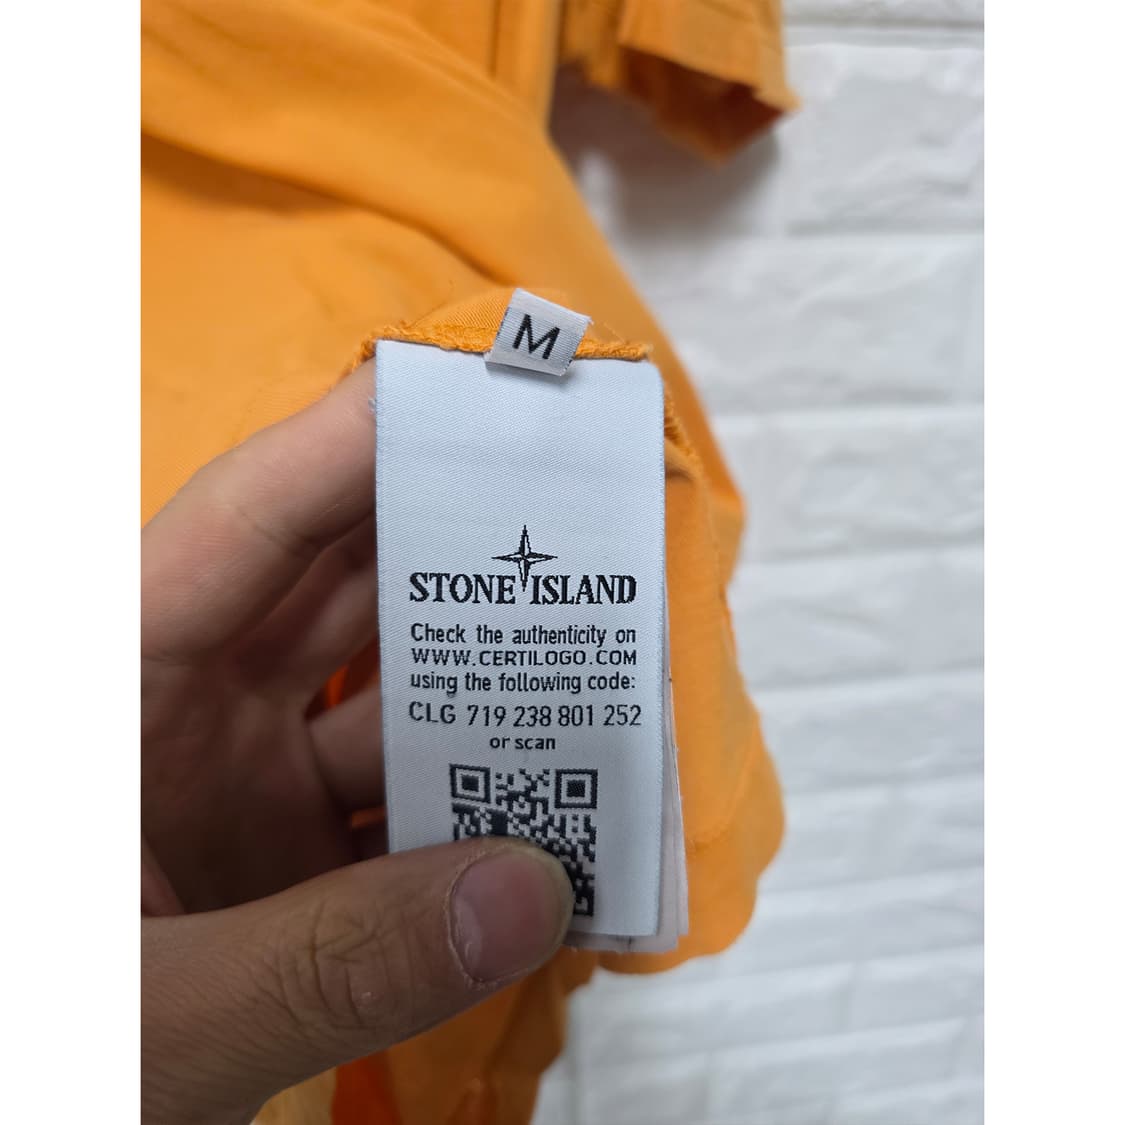 M
STONE ISLAND
Check the authenticity on
WWW.CERTILOGO.COM
using the following code:
CLG 719 238 801 252
or scan